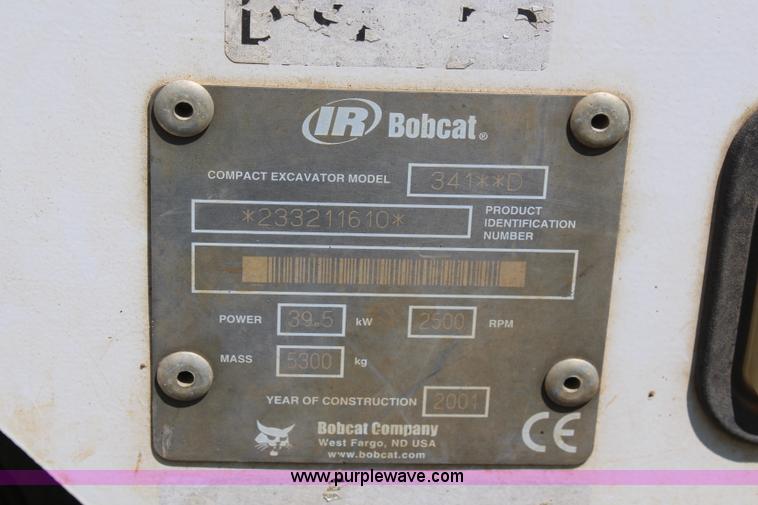 IR Bobcat®
COMPACT EXCAVATOR MODEL 341**D
*233211610* PRODUCT IDENTIFICATION NUMBER
POWER 39.5 kW 2500 RPM
MASS 5300 kg
YEAR OF CONSTRUCTION 2001
CE
Bobcat Company
West Fargo, ND USA
www.bobcat.com
www.purplewave.com